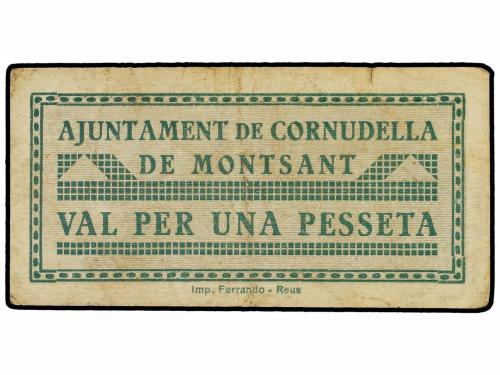 AJUNTAMENT DE CORNUDELLA
DE MONTSANT
VAL PER UNA PESSETA
Imp. Ferrando - Reus